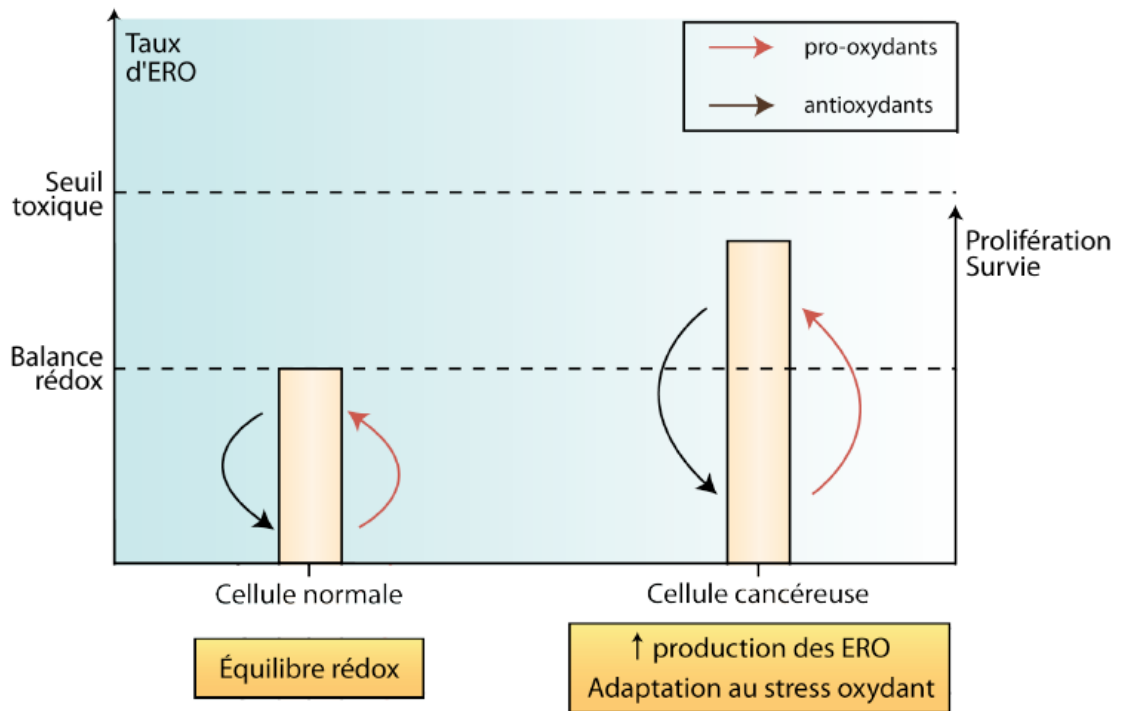 Taux
d'ERO
pro-oxydants
antioxydants
Seuil
toxique
Prolifération
Survie
Balance
rédox
Cellule normale
Cellule cancéreuse
Équilibre rédox
↑ production des ERO
Adaptation au stress oxydant